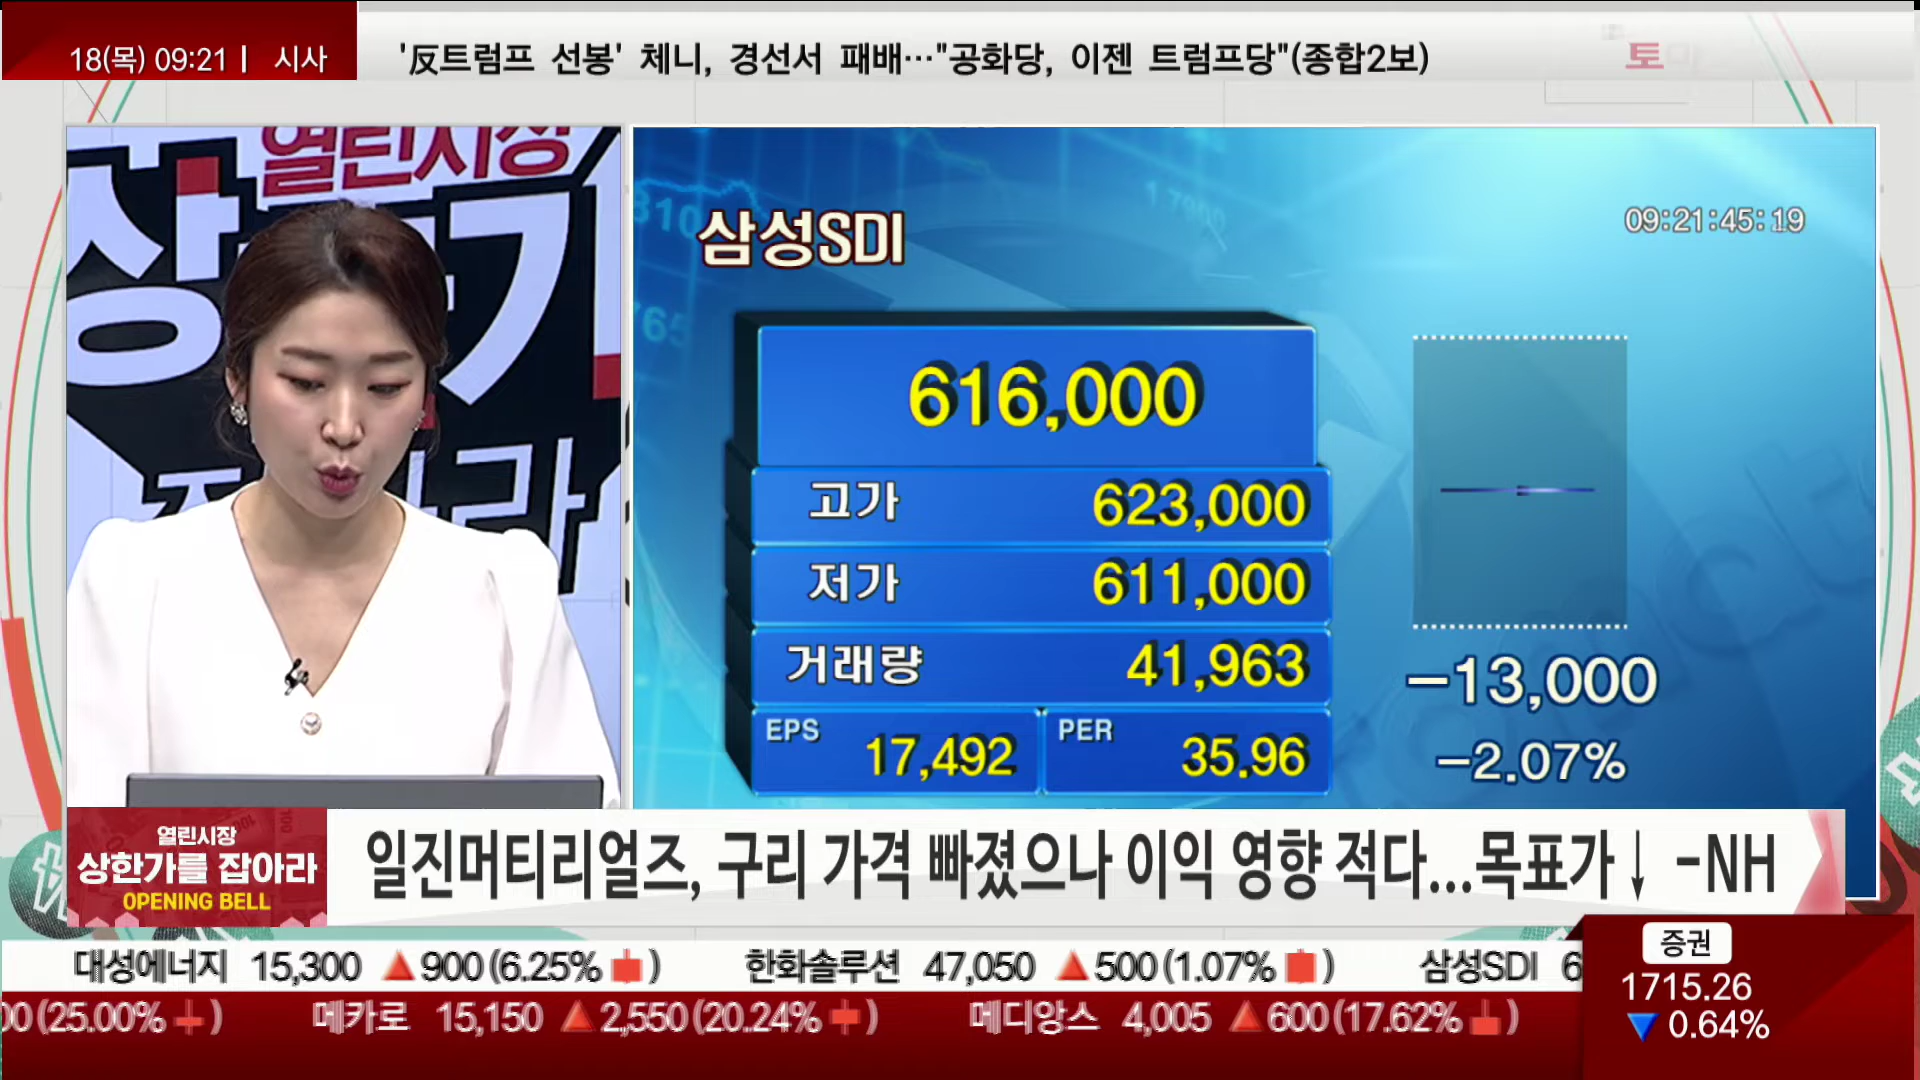 18(목) 09:21 | 시사
'反트럼프 선봉' 체니, 경선서 패배…"공화당, 이젠 트럼프당"(종합2보)
토마
열린시장
삼성SDI
09:21:45:19
616,000
고가 623,000
저가 611,000
거래량 41,963
EPS 17,492 PER 35.96
-13,000
-2.07%
열린시장
상한가를 잡아라
OPENING BELL
일진머티리얼즈, 구리 가격 빠졌으나 이익 영향 적다...목표가↓ -NH
대성에너지 15,300 ▲900(6.25%) 한화솔루션 47,050 ▲500(1.07%) 삼성SDI 6
00(25.00%) 메카로 15,150 ▲2,550(20.24%) 메디앙스 4,005 ▲600(17.62%)
증권
1715.26
▼0.64%